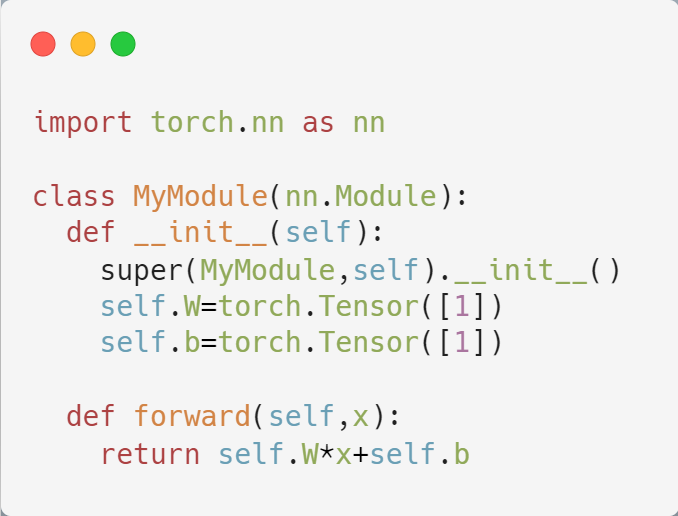 import torch.nn as nn
class MyModule(nn.Module):
  def __init__(self):
    super(MyModule,self).__init__()
    self.W=torch.Tensor([1])
    self.b=torch.Tensor([1])
  def forward(self,x):
    return self.W*x+self.b